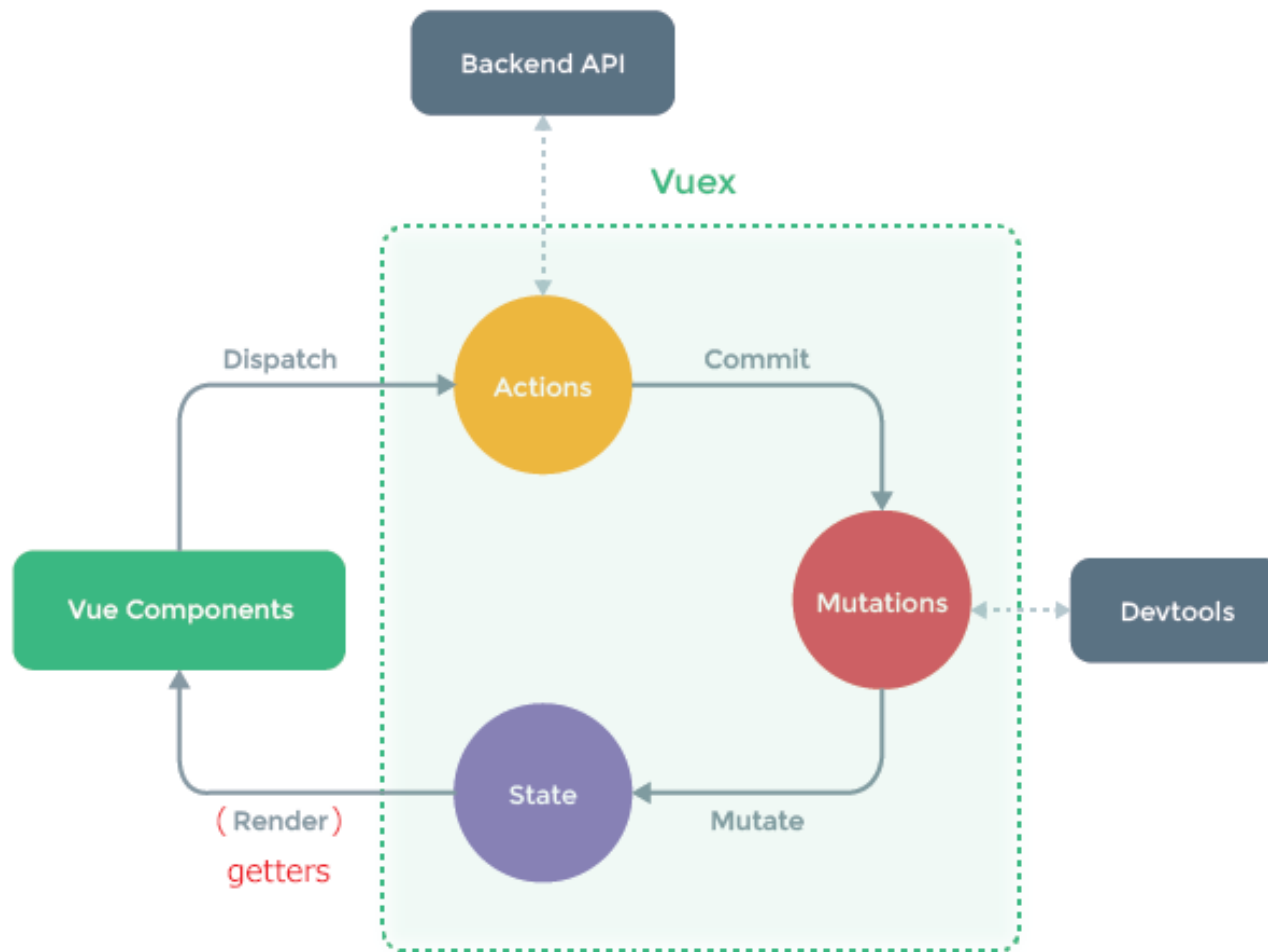 Backend API
Vuex
Dispatch
Commit
Actions
Vue Components
Mutations
Devtools
State
(Render)
Mutate
getters